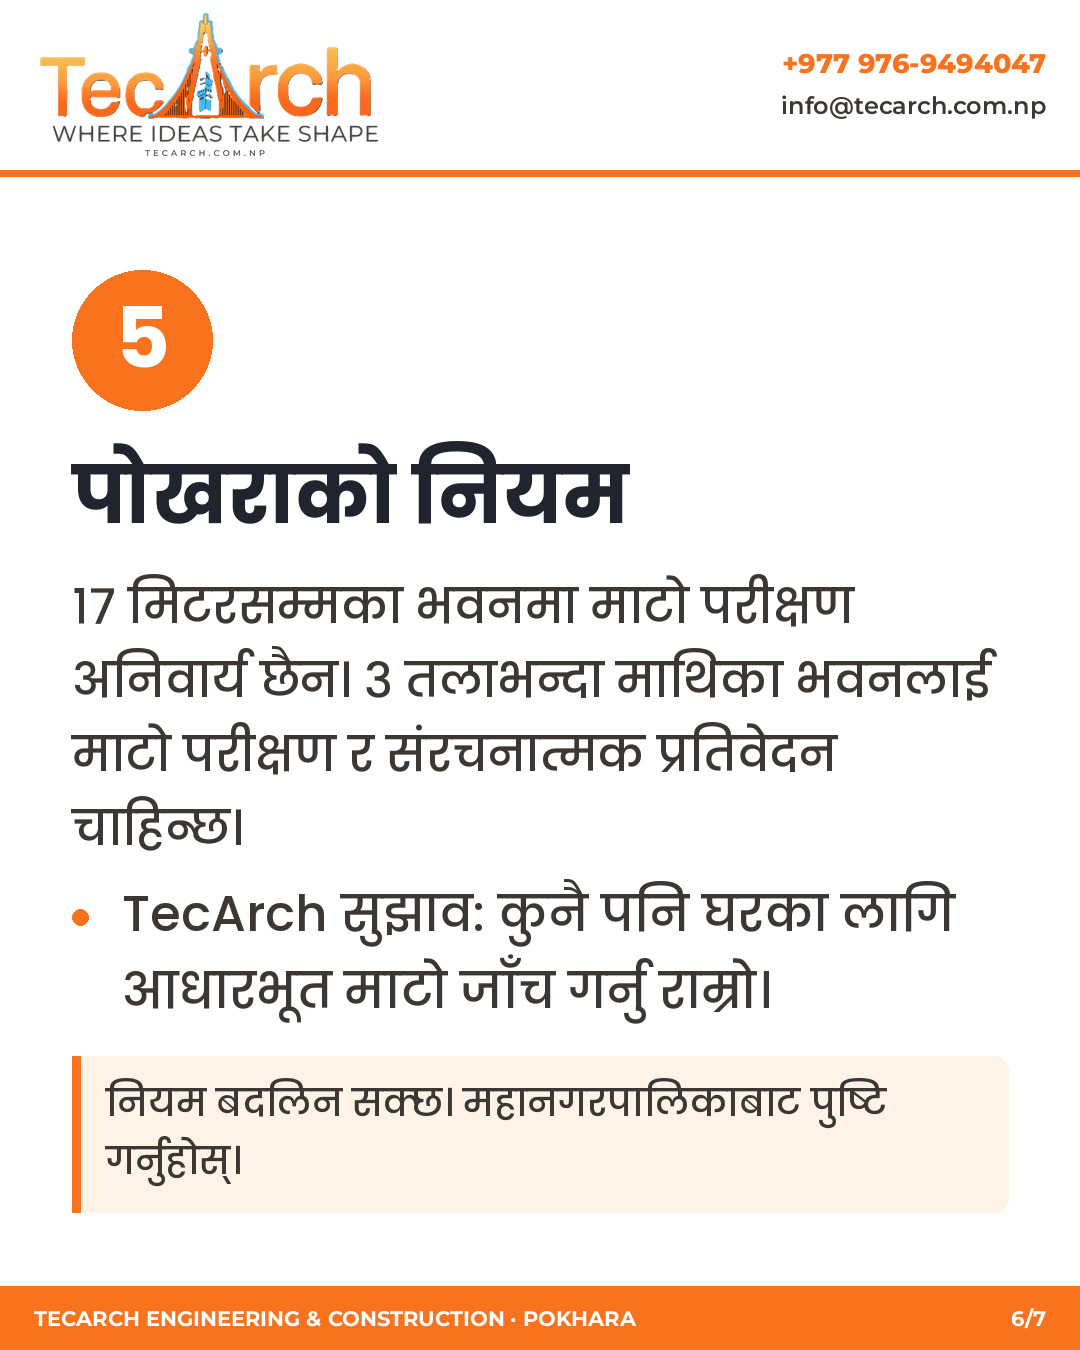 TecArch
WHERE IDEAS TAKE SHAPE
TECARCH.COM.NP
+977 976-9494047
info@tecarch.com.np
5
पोखराको नियम
17 मिटरसम्मका भवनमा माटो परीक्षण
अनिवार्य छैन। ३ तलाभन्दा माथिका भवनलाई
माटो परीक्षण र संरचनात्मक प्रतिवेदन
चाहिन्छ।
• TecArch सुझाव: कुनै पनि घरका लागि
आधारभूत माटो जाँच गर्नु राम्रो।
नियम बदलिन सक्छ। महानगरपालिकाबाट पुष्टि
गर्नुहोस्।
TECARCH ENGINEERING & CONSTRUCTION · POKHARA
6/7